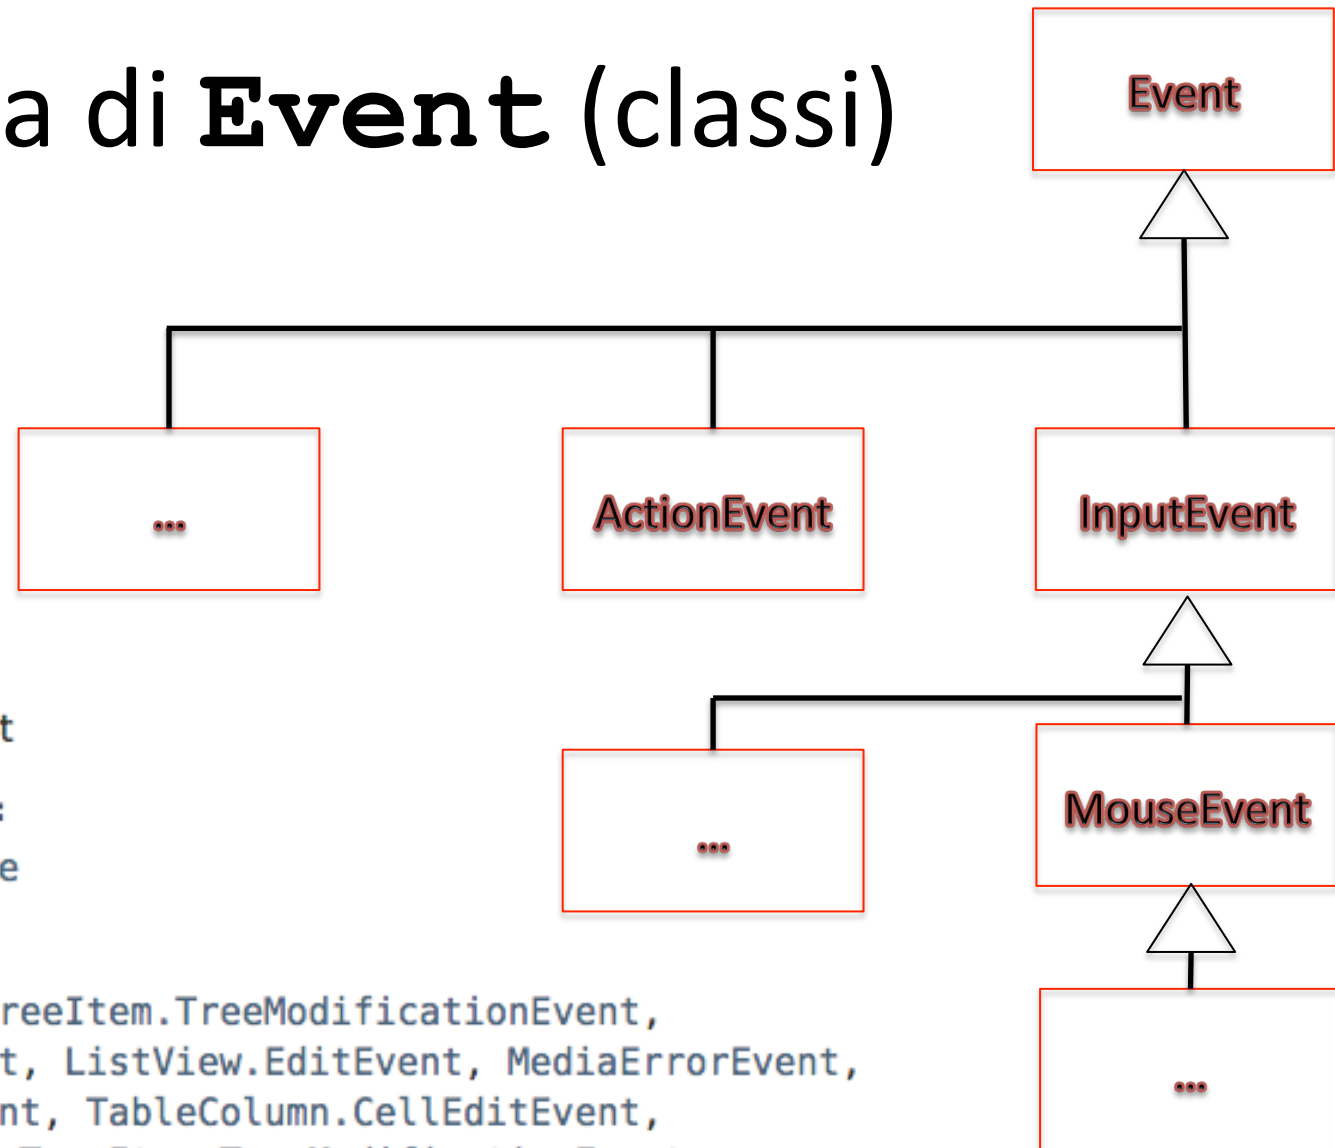 a di Event (classi)
Event
...
ActionEvent
InputEvent
t
:
e
...
MouseEvent
reeItem.TreeModificationEvent,
t, ListView.EditEvent, MediaErrorEvent,
nt, TableColumn.CellEditEvent,
...